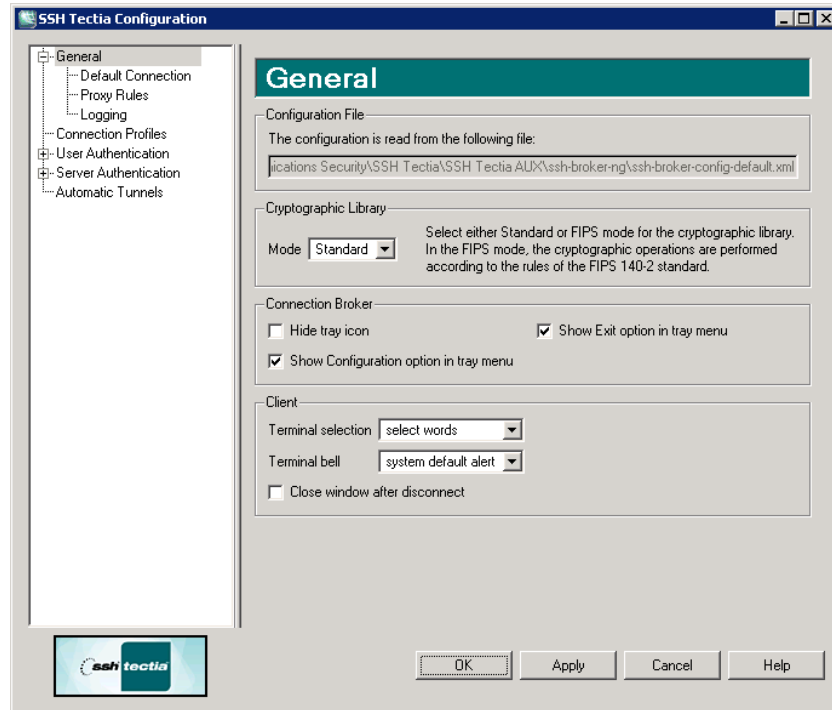 SSH Tectia Configuration
General
Default Connection
Proxy Rules
Logging
Connection Profiles
User Authentication
Server Authentication
Automatic Tunnels
General
Configuration File
The configuration is read from the following file:
ications Security\SSH Tectia\SSH Tectia AUX\ssh-broker-ng\ssh-broker-config-default.xml
Cryptographic Library
Mode Standard
Select either Standard or FIPS mode for the cryptographic library.
In the FIPS mode, the cryptographic operations are performed
according to the rules of the FIPS 140-2 standard.
Connection Broker
Hide tray icon
Show Exit option in tray menu
Show Configuration option in tray menu
Client
Terminal selection select words
Terminal bell system default alert
Close window after disconnect
ssh tectia
OK Apply Cancel Help